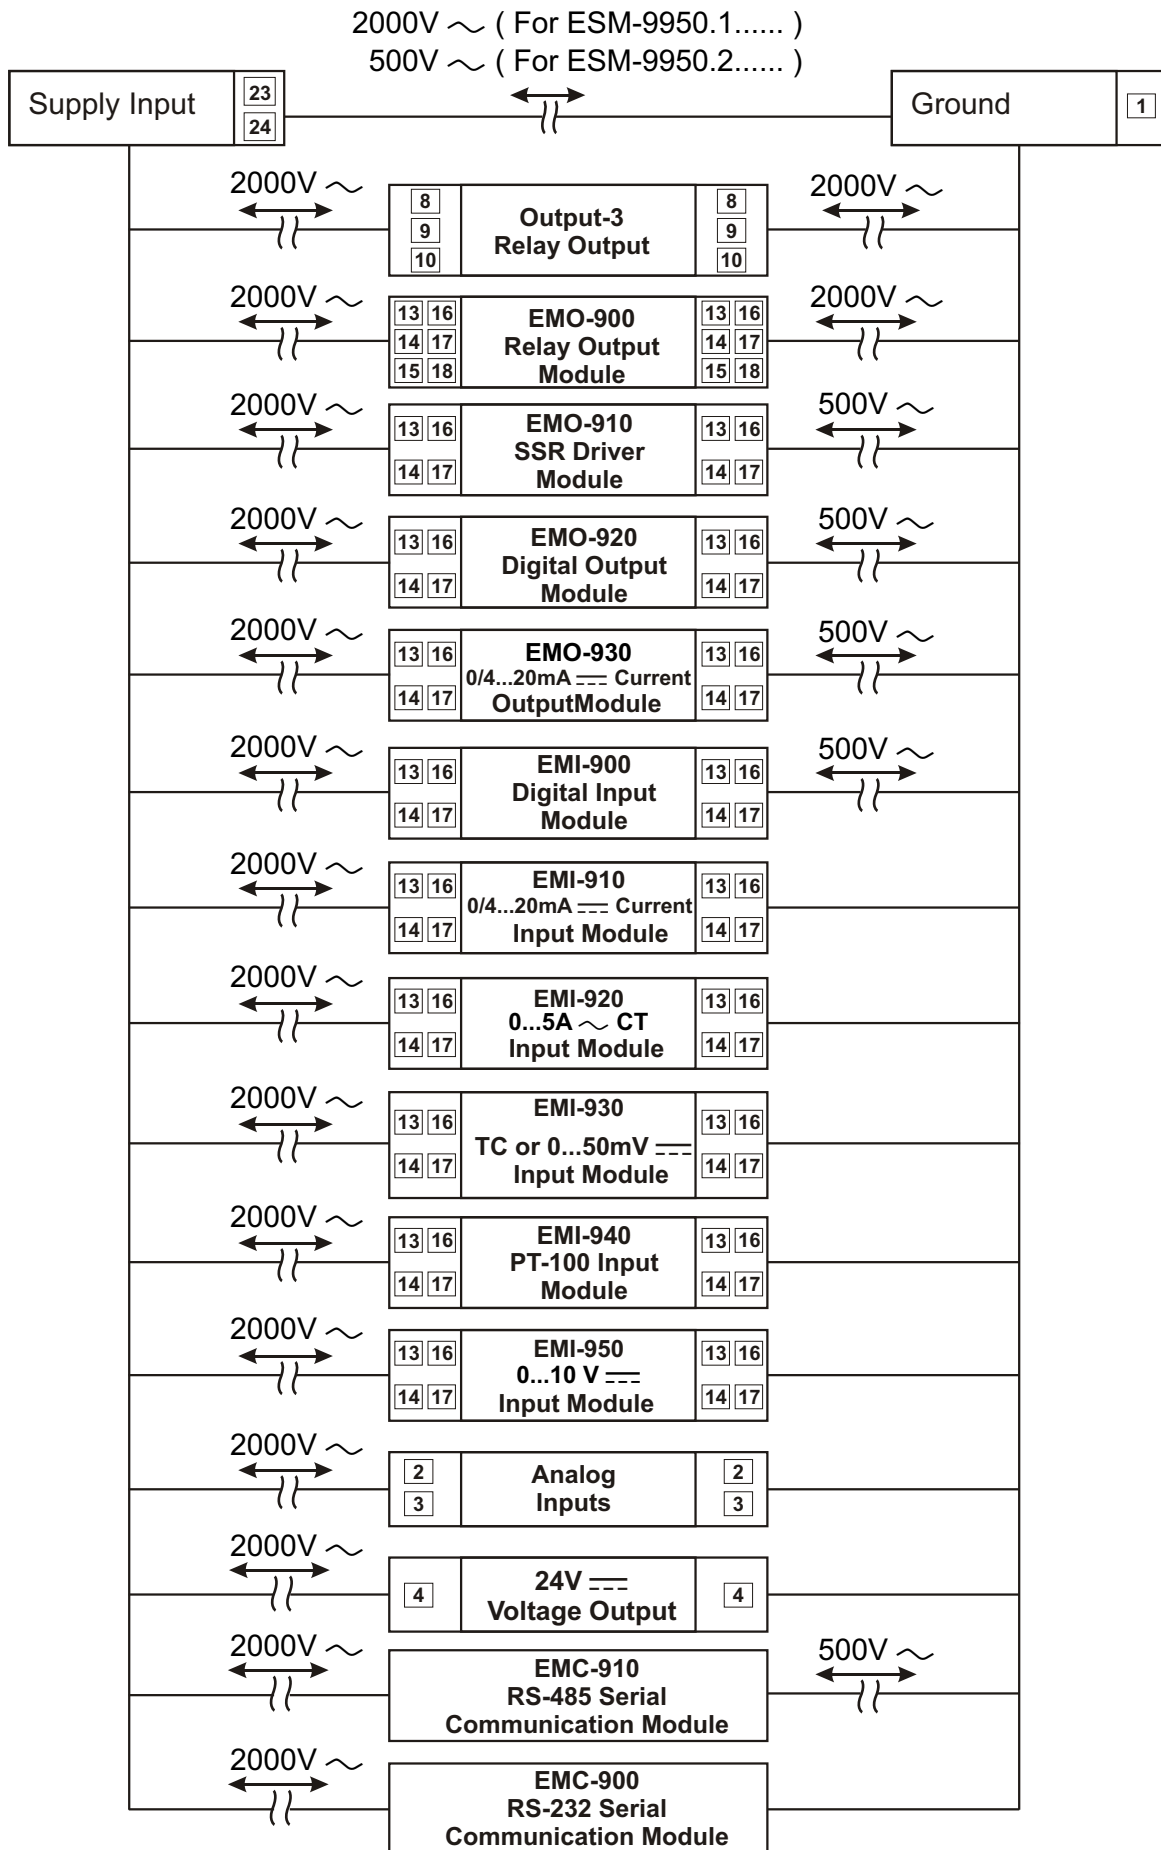 2000V ~ ( For ESM-9950.1...... )
500V ~ ( For ESM-9950.2...... )
Supply Input 23 24
Ground 1
2000V ~
8 9 10
Output-3
Relay Output
8 9 10
2000V ~
2000V ~
13 16
14 17
15 18
EMO-900
Relay Output
Module
13 16
14 17
15 18
2000V ~
2000V ~
13 16
14 17
EMO-910
SSR Driver
Module
13 16
14 17
500V ~
2000V ~
13 16
14 17
EMO-920
Digital Output
Module
13 16
14 17
500V ~
2000V ~
13 16
14 17
EMO-930
0/4...20mA ⎓ Current
OutputModule
13 16
14 17
500V ~
2000V ~
13 16
14 17
EMI-900
Digital Input
Module
13 16
14 17
500V ~
2000V ~
13 16
14 17
EMI-910
0/4...20mA ⎓ Current
Input Module
13 16
14 17
2000V ~
13 16
14 17
EMI-920
0...5A ~ CT
Input Module
13 16
14 17
2000V ~
13 16
14 17
EMI-930
TC or 0...50mV ⎓
Input Module
13 16
14 17
2000V ~
13 16
14 17
EMI-940
PT-100 Input
Module
13 16
14 17
2000V ~
13 16
14 17
EMI-950
0...10 V ⎓
Input Module
13 16
14 17
2000V ~
2
3
Analog
Inputs
2
3
2000V ~
4
24V ⎓
Voltage Output
4
2000V ~
EMC-910
RS-485 Serial
Communication Module
500V ~
2000V ~
EMC-900
RS-232 Serial
Communication Module